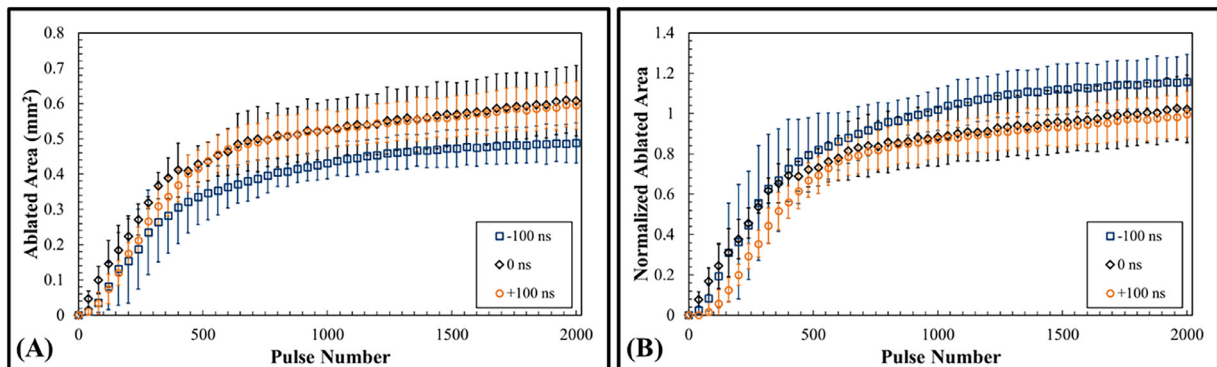 0.8
0.7
0.6
0.5
0.4
0.3
0.2
0.1
0
Ablated Area (mm²)
-100 ns
0 ns
+100 ns
0 500 1000 1500 2000
(A) Pulse Number
1.4
1.2
1
0.8
0.6
0.4
0.2
0
Normalized Ablated Area
-100 ns
0 ns
+100 ns
0 500 1000 1500 2000
(B) Pulse Number